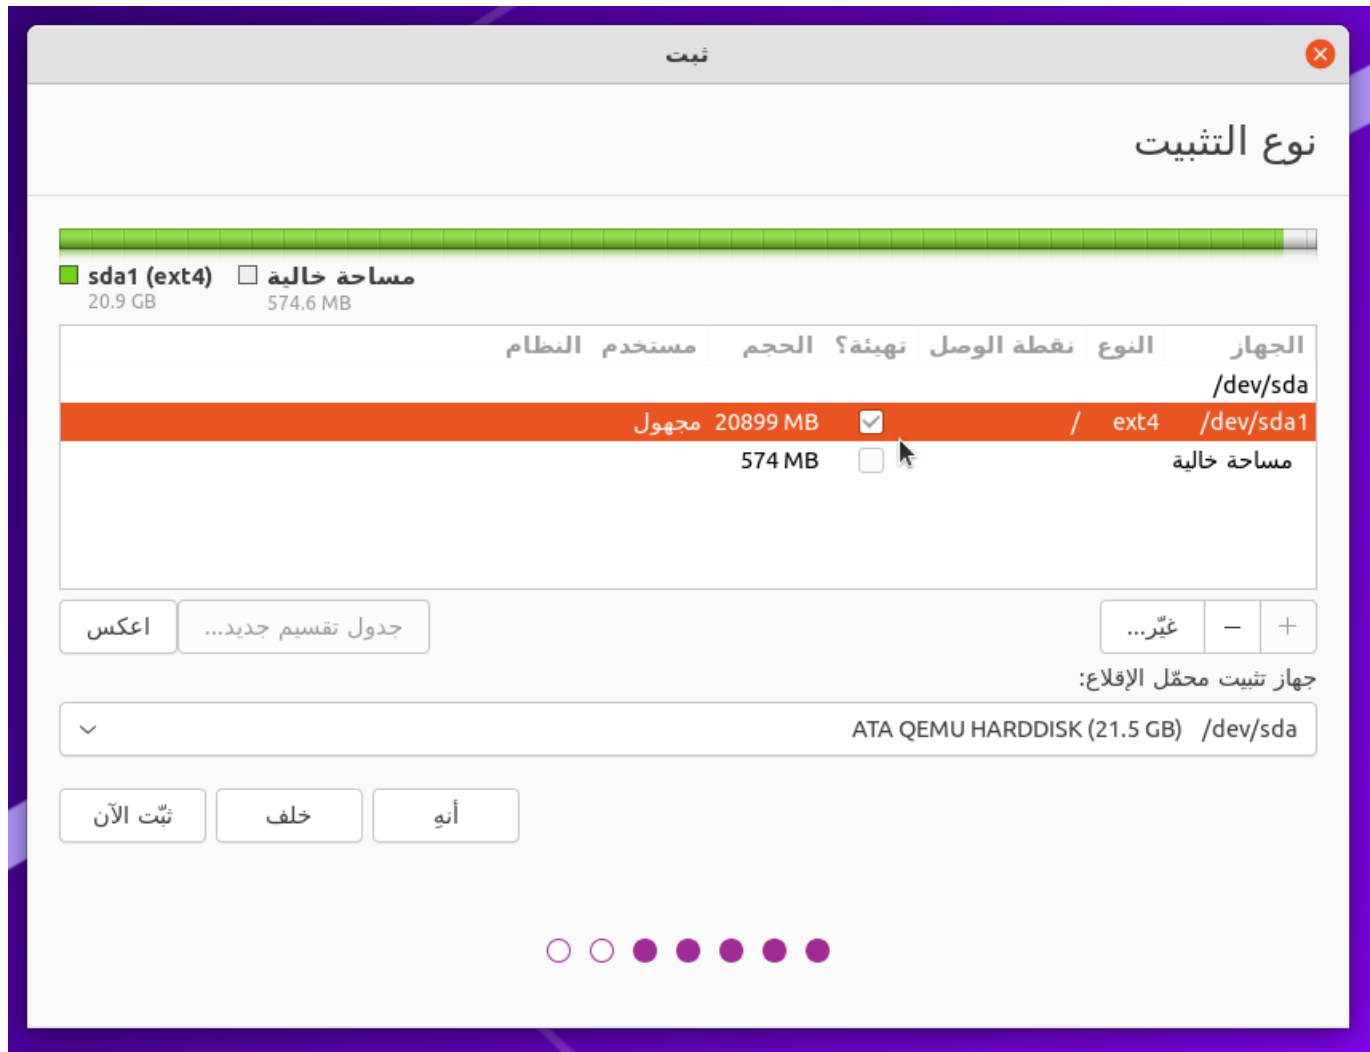 ثبت
نوع التثبيت
sda1 (ext4) مساحة خالية
20.9 GB 574.6 MB
الجهاز النوع نقطة الوصل تهيئة؟ الحجم مستخدم النظام
/dev/sda
/dev/sda1 ext4 / 20899 MB مجهول
مساحة خالية 574 MB
+ − غيّر... جدول تقسيم جديد... اعكس
جهاز تثبيت محمّل الإقلاع:
/dev/sda ATA QEMU HARDDISK (21.5 GB)
أنهِ خلف ثبّت الآن